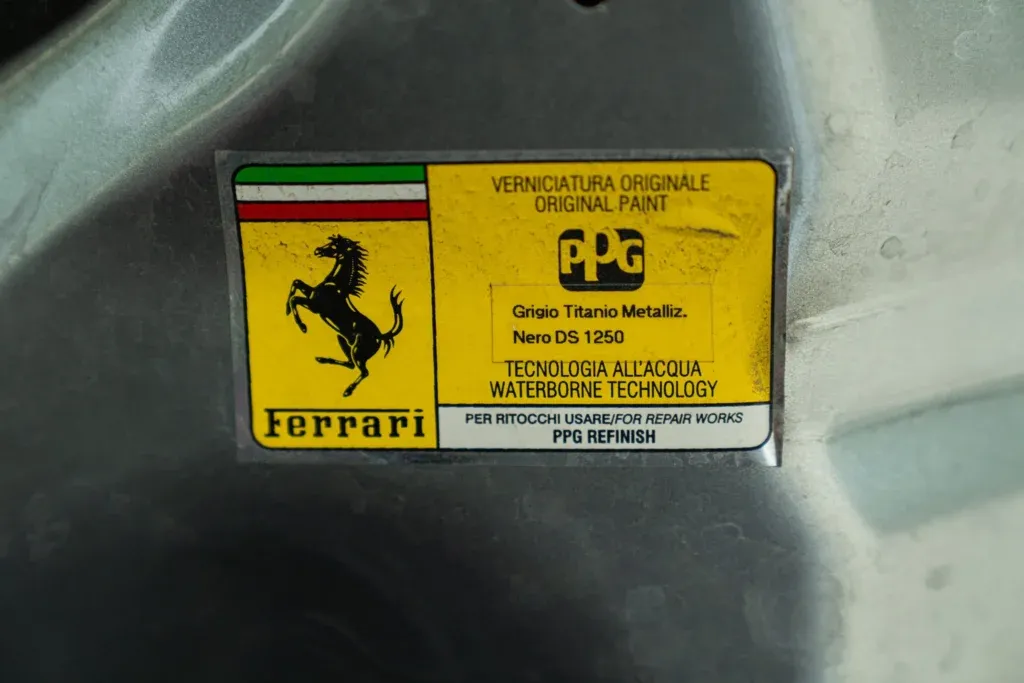 Ferrari
VERNICIATURA ORIGINALE
ORIGINAL PAINT
PPG
Grigio Titanio Metalliz.
Nero DS 1250
TECNOLOGIA ALL'ACQUA
WATERBORNE TECHNOLOGY
PER RITOCCHI USARE/FOR REPAIR WORKS
PPG REFINISH